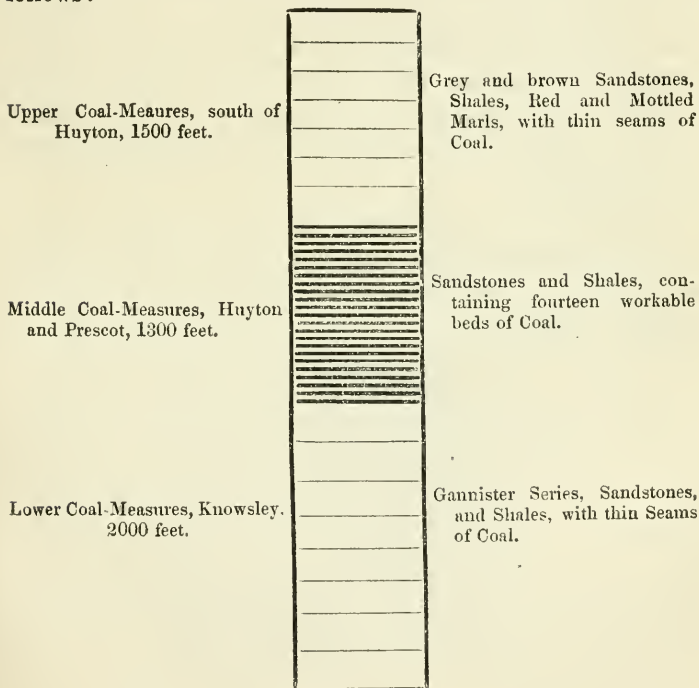 Upper Coal-Meaures, south of
Huyton, 1500 feet.
Grey and brown Sandstones,
Shales, Red and Mottled
Marls, with thin seams of
Coal.
Middle Coal-Measures, Huyton
and Prescot, 1300 feet.
Sandstones and Shales, con-
taining fourteen workable
beds of Coal.
Lower Coal-Measures, Knowsley.
2000 feet.
Gannister Series, Sandstones,
and Shales, with thin Seams
of Coal.